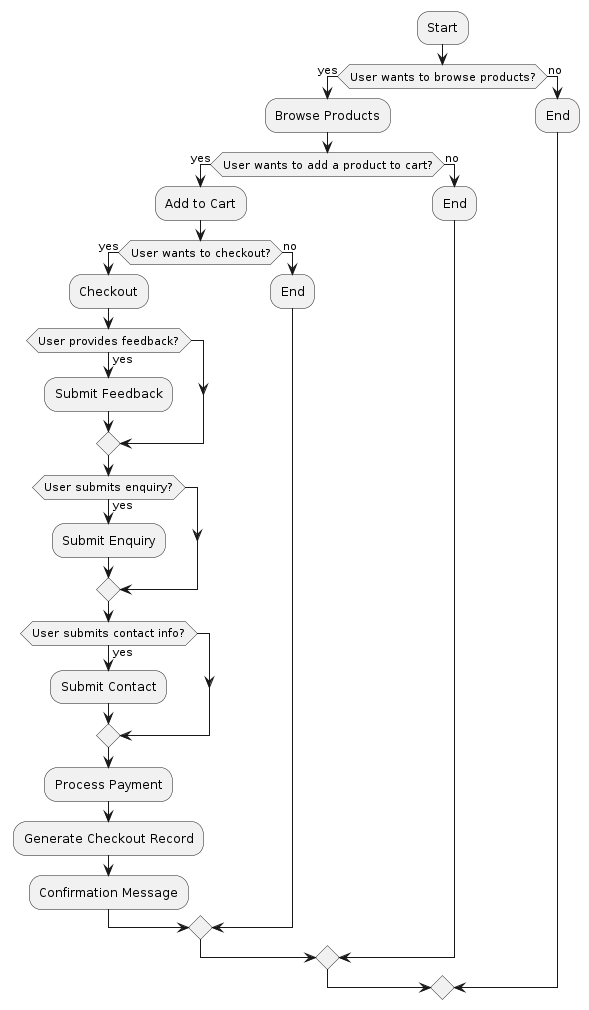 Start
yes
User wants to browse products?
no
Browse Products
End
yes
User wants to add a product to cart?
no
Add to Cart
End
yes
User wants to checkout?
no
Checkout
End
User provides feedback?
yes
Submit Feedback
User submits enquiry?
yes
Submit Enquiry
User submits contact info?
yes
Submit Contact
Process Payment
Generate Checkout Record
Confirmation Message